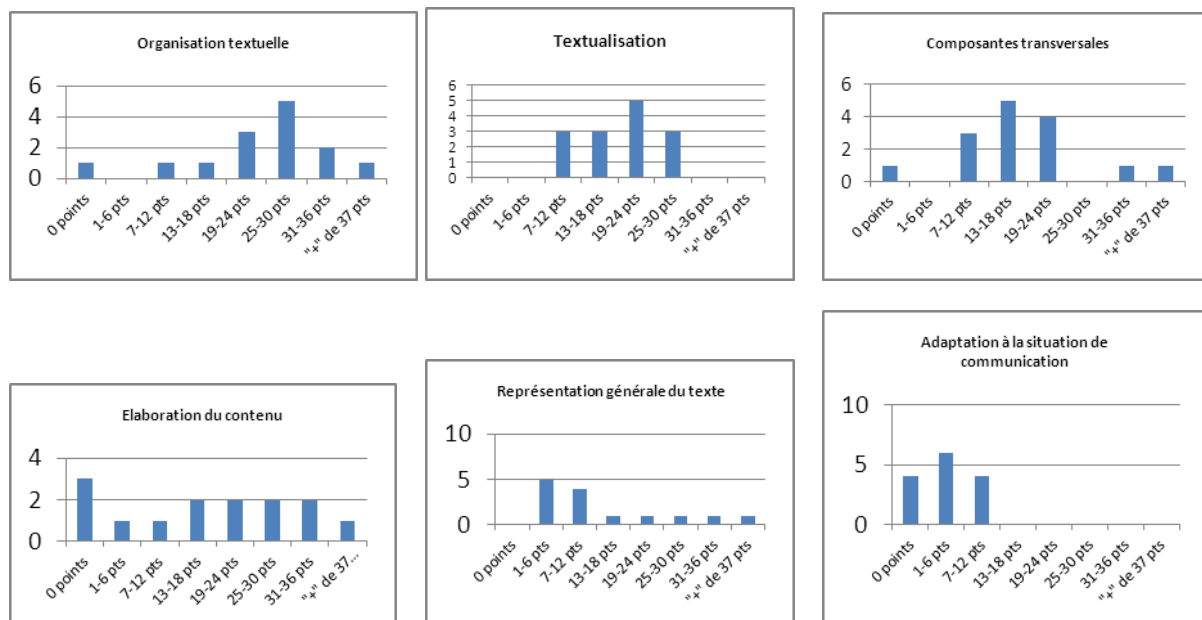 Organisation textuelle
6
4
2
0
0 points
1-6 pts
7-12 pts
13-18 pts
19-24 pts
25-30 pts
31-36 pts
"+" de 37 pts
Textualisation
6
5
4
3
2
1
0
0 points
1-6 pts
7-12 pts
13-18 pts
19-24 pts
25-30 pts
31-36 pts
"+" de 37 pts
Composantes transversales
6
4
2
0
0 points
1-6 pts
7-12 pts
13-18 pts
19-24 pts
25-30 pts
31-36 pts
"+" de 37 pts
Elaboration du contenu
4
2
0
0 points
1-6 pts
7-12 pts
13-18 pts
19-24 pts
25-30 pts
31-36 pts
"+" de 37...
Représentation générale du texte
10
5
0
0 points
1-6 pts
7-12 pts
13-18 pts
19-24 pts
25-30 pts
31-36 pts
"+" de 37 pts
Adaptation à la situation de
communication
10
5
0
0 points
1-6 pts
7-12 pts
13-18 pts
19-24 pts
25-30 pts
31-36 pts
"+" de 37 pts